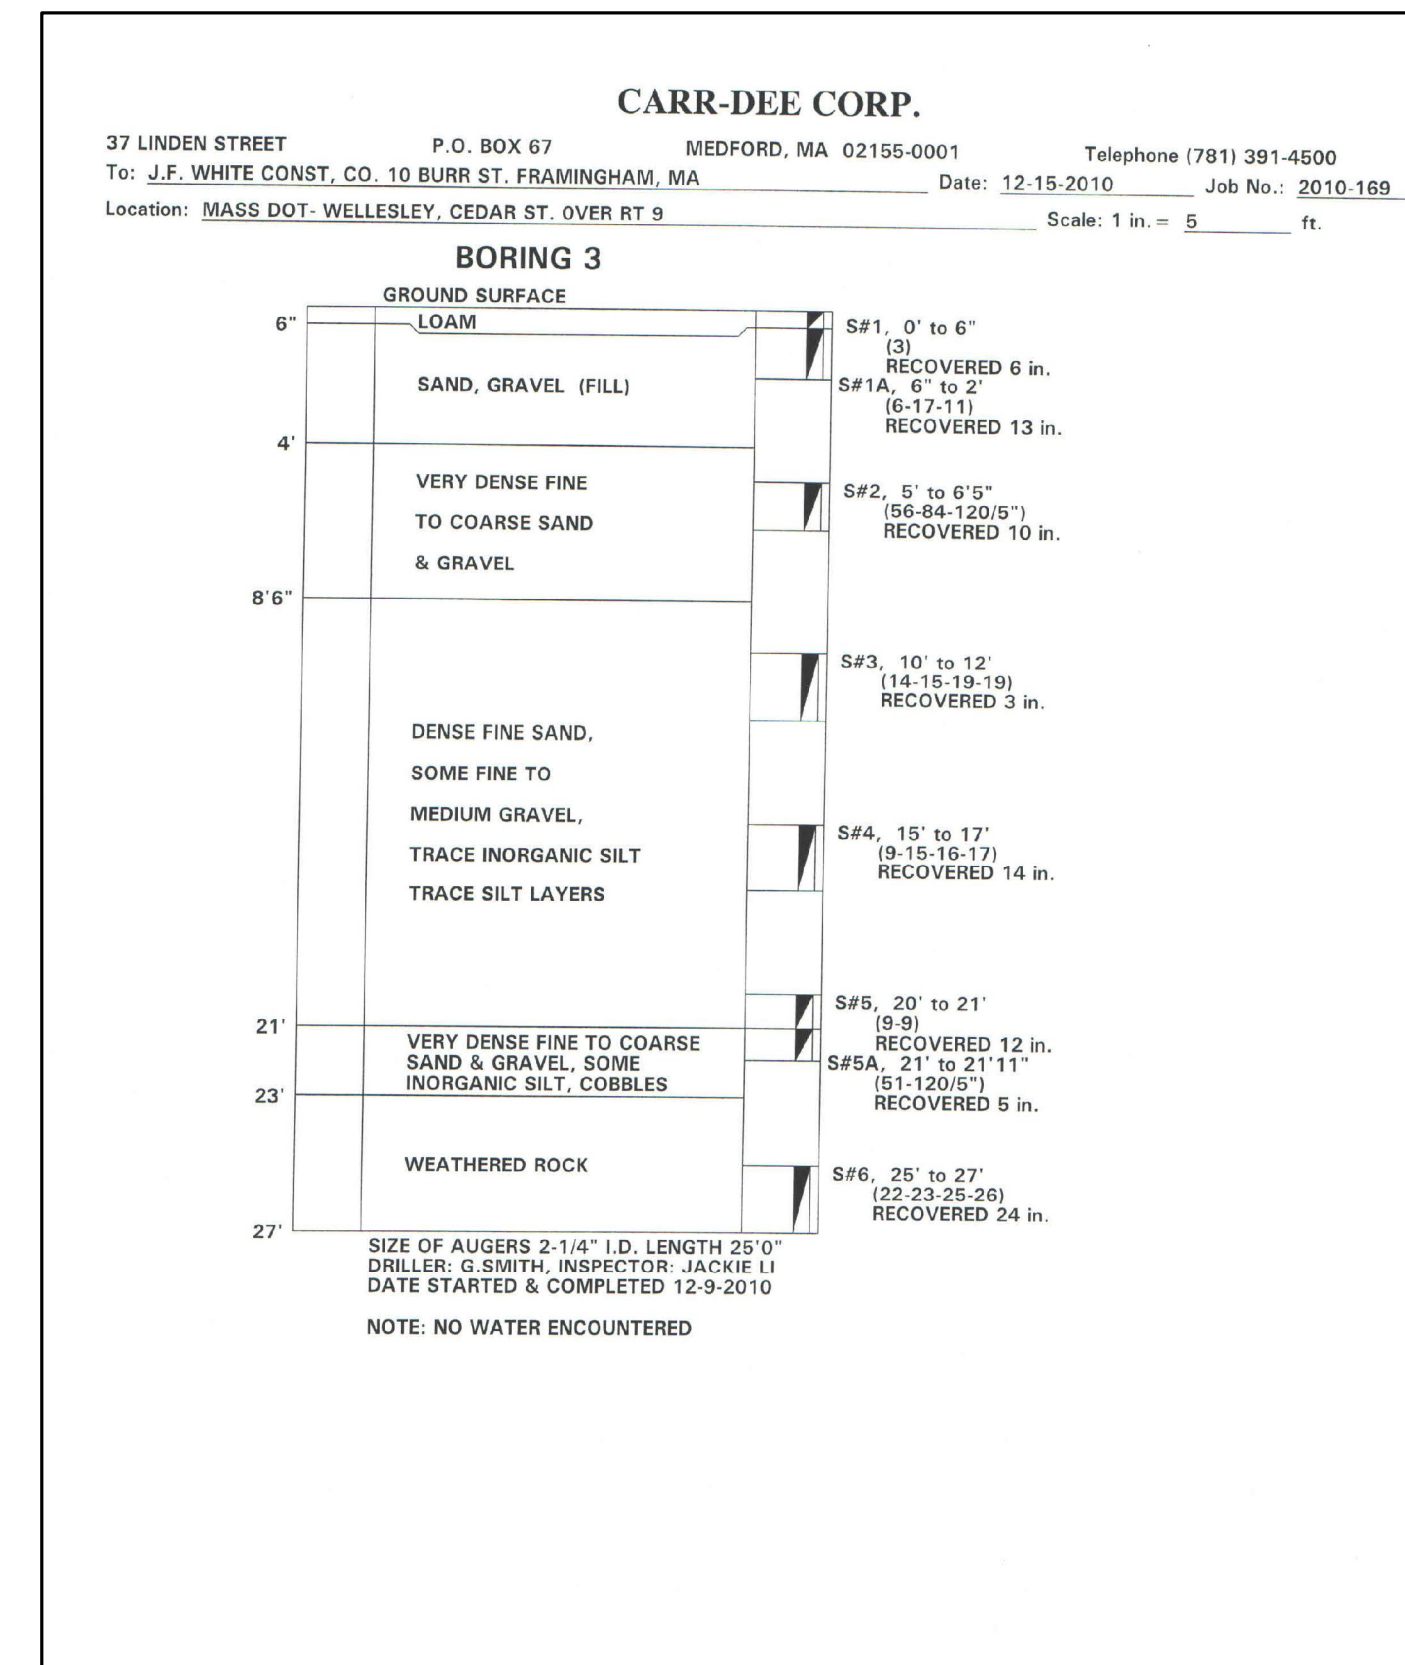 CARR-DEE CORP.
37 LINDEN STREET P.O. BOX 67 MEDFORD, MA 02155-0001 Telephone (781) 391-4500
To: J.F. WHITE CONST, CO. 10 BURR ST. FRAMINGHAM, MA Date: 12-15-2010 Job No.: 2010-169
Location: MASS DOT- WELLESLEY, CEDAR ST. OVER RT 9 Scale: 1 in. = 5 ft.
BORING 3
GROUND SURFACE
6" LOAM
S#1, 0' to 6"
(3)
RECOVERED 6 in.
SAND, GRAVEL (FILL)
S#1A, 6" to 2'
(6-17-11)
RECOVERED 13 in.
4'
VERY DENSE FINE
TO COARSE SAND
& GRAVEL
S#2, 5' to 6'5"
(56-84-120/5")
RECOVERED 10 in.
8'6"
S#3, 10' to 12'
(14-15-19-19)
RECOVERED 3 in.
DENSE FINE SAND,
SOME FINE TO
MEDIUM GRAVEL,
TRACE INORGANIC SILT
TRACE SILT LAYERS
S#4, 15' to 17'
(9-15-16-17)
RECOVERED 14 in.
S#5, 20' to 21'
(9-9)
RECOVERED 12 in.
21'
VERY DENSE FINE TO COARSE
SAND & GRAVEL, SOME
INORGANIC SILT, COBBLES
S#5A, 21' to 21'11"
(51-120/5")
RECOVERED 5 in.
23'
WEATHERED ROCK
S#6, 25' to 27'
(22-23-25-26)
RECOVERED 24 in.
27'
SIZE OF AUGERS 2-1/4" I.D. LENGTH 25'0"
DRILLER: G.SMITH, INSPECTOR: JACKIE LI
DATE STARTED & COMPLETED 12-9-2010
NOTE: NO WATER ENCOUNTERED